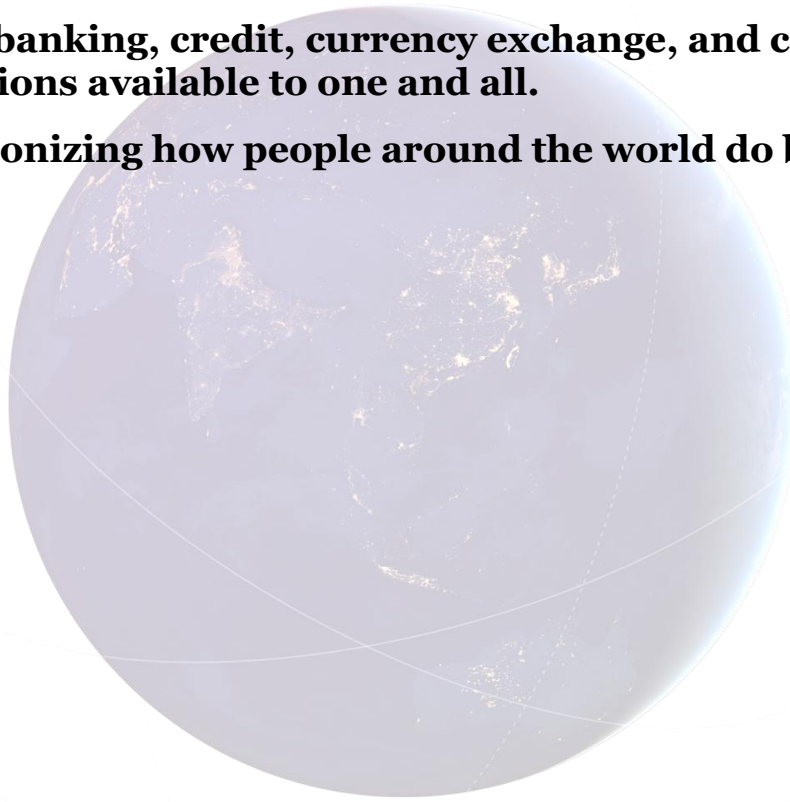 banking, credit, currency exchange, and c
ions available to one and all.
onizing how people around the world do b